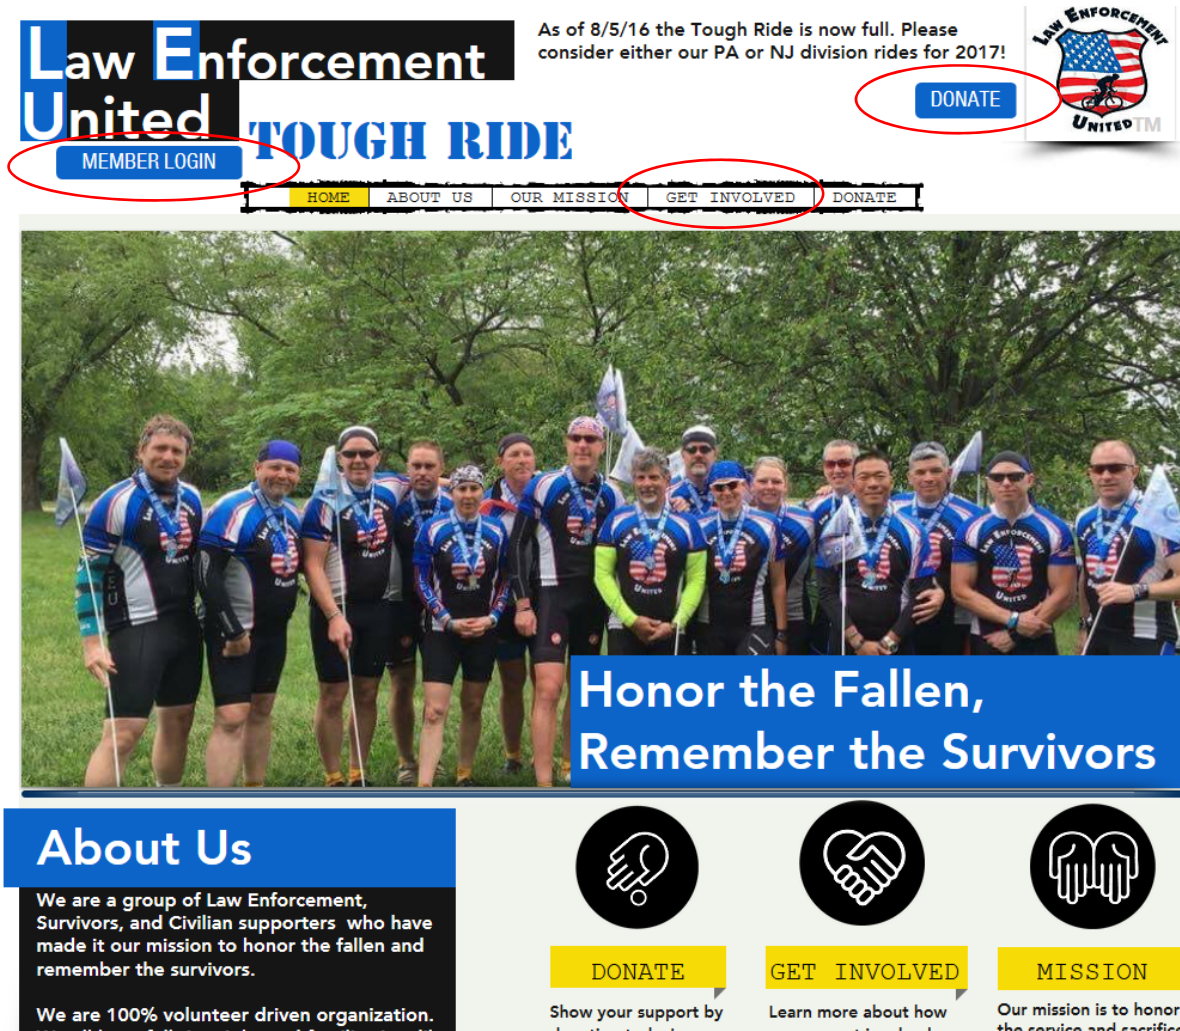 Law Enforcement
United
As of 8/5/16 the Tough Ride is now full. Please
consider either our PA or NJ division rides for 2017!
DONATE
LAW ENFORCEMENT
UNITED TM
MEMBER LOGIN
TOUGH RIDE
HOME ABOUT US OUR MISSION GET INVOLVED DONATE
Honor the Fallen,
Remember the Survivors
About Us
We are a group of Law Enforcement,
Survivors, and Civilian supporters who have
made it our mission to honor the fallen and
remember the survivors.
We are 100% volunteer driven organization.
DONATE
Show your support by
GET INVOLVED
Learn more about how
MISSION
Our mission is to honor
the service and sacrifice